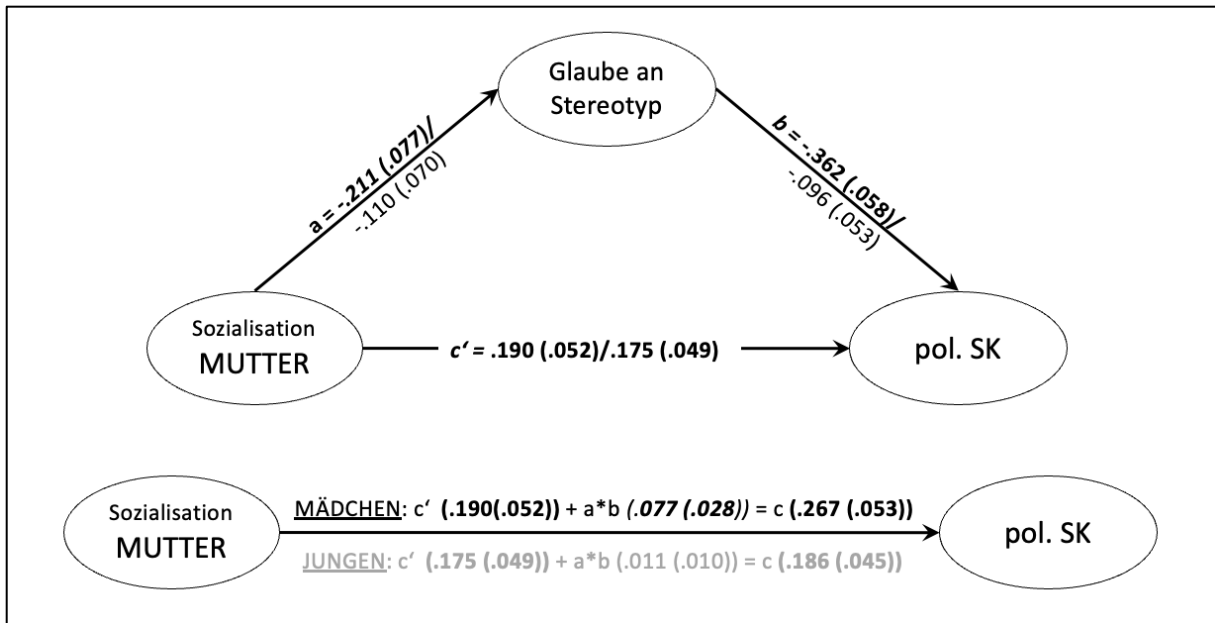 Glaube an
Stereotyp
a = -.211 (.077)/
-.110 (.070)
b = -.362 (.058)/
-.096 (.053)
Sozialisation
MUTTER
c‘ = .190 (.052)/.175 (.049)
pol. SK
Sozialisation
MUTTER
MÄDCHEN: c‘ (.190(.052)) + a*b (.077 (.028)) = c (.267 (.053))
JUNGEN: c‘ (.175 (.049)) + a*b (.011 (.010)) = c (.186 (.045))
pol. SK